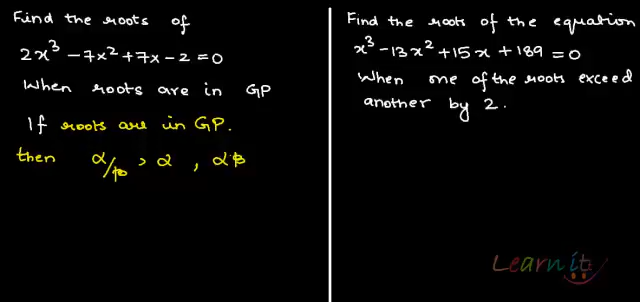 Find the roots of
2x³ - 7x² + 7x - 2 = 0
When roots are in GP
If roots are in GP.
then α/β , α , αβ
Find the roots of the equation
x³ - 13x² + 15x + 189 = 0
When one of the roots exceed
another by 2.
Learnit